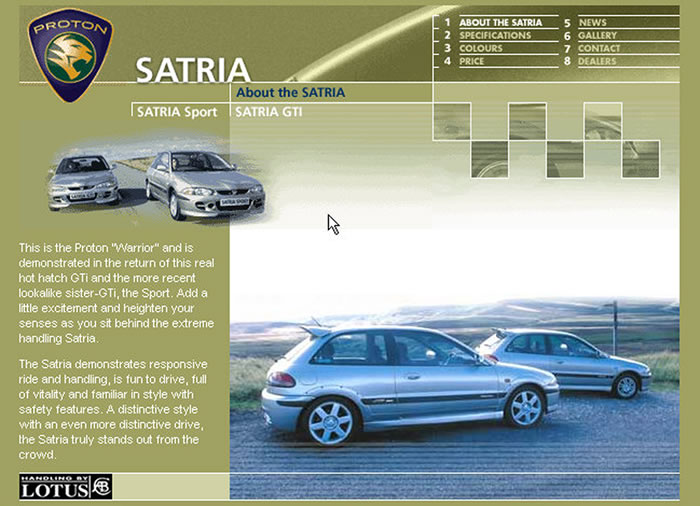 PROTON
SATRIA
1 ABOUT THE SATRIA
2 SPECIFICATIONS
3 COLOURS
4 PRICE
5 NEWS
6 GALLERY
7 CONTACT
8 DEALERS
About the SATRIA
SATRIA Sport
SATRIA GTI
SATRIA GTI
SATRIA SPORT
This is the Proton "Warrior" and is
demonstrated in the return of this real
hot hatch GTi and the more recent
lookalike sister-GTi, the Sport. Add a
little excitement and heighten your
senses as you sit behind the extreme
handling Satria.
The Satria demonstrates responsive
ride and handling, is fun to drive, full
of vitality and familiar in style with
safety features. A distinctive style
with an even more distinctive drive,
the Satria truly stands out from the
crowd.
HANDLING BY
LOTUS